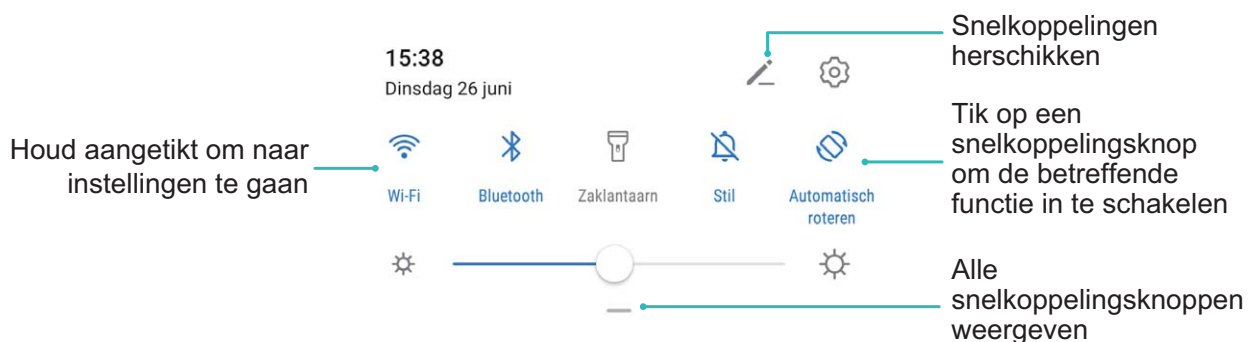 Snelkoppelingen
herschikken
15:38
Dinsdag 26 juni
Houd aangetikt om naar
instellingen te gaan
Tik op een
snelkoppelingsknop
om de betreffende
functie in te schakelen
Wi-Fi
Bluetooth
Zaklantaarn
Stil
Automatisch
roteren
Alle
snelkoppelingsknoppen
weergeven